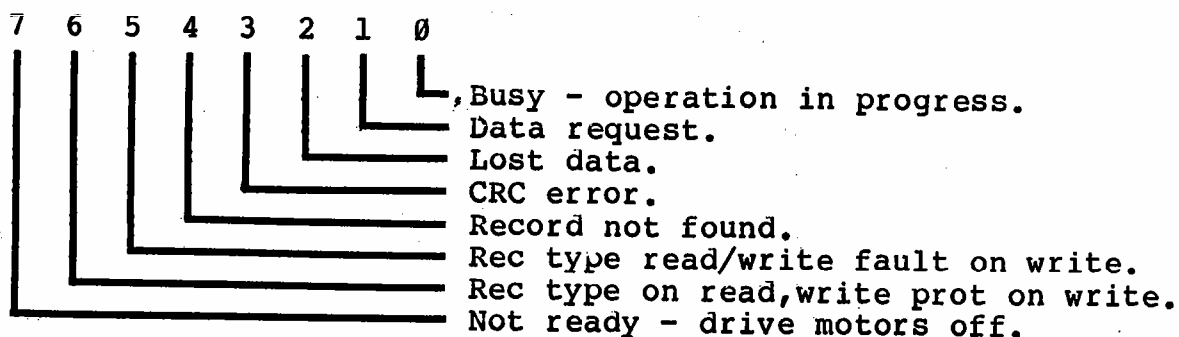 7 6 5 4 3 2 1 0
Busy - operation in progress.
Data request.
Lost data.
CRC error.
Record not found.
Rec type read/write fault on write.
Rec type on read,write prot on write.
Not ready - drive motors off.